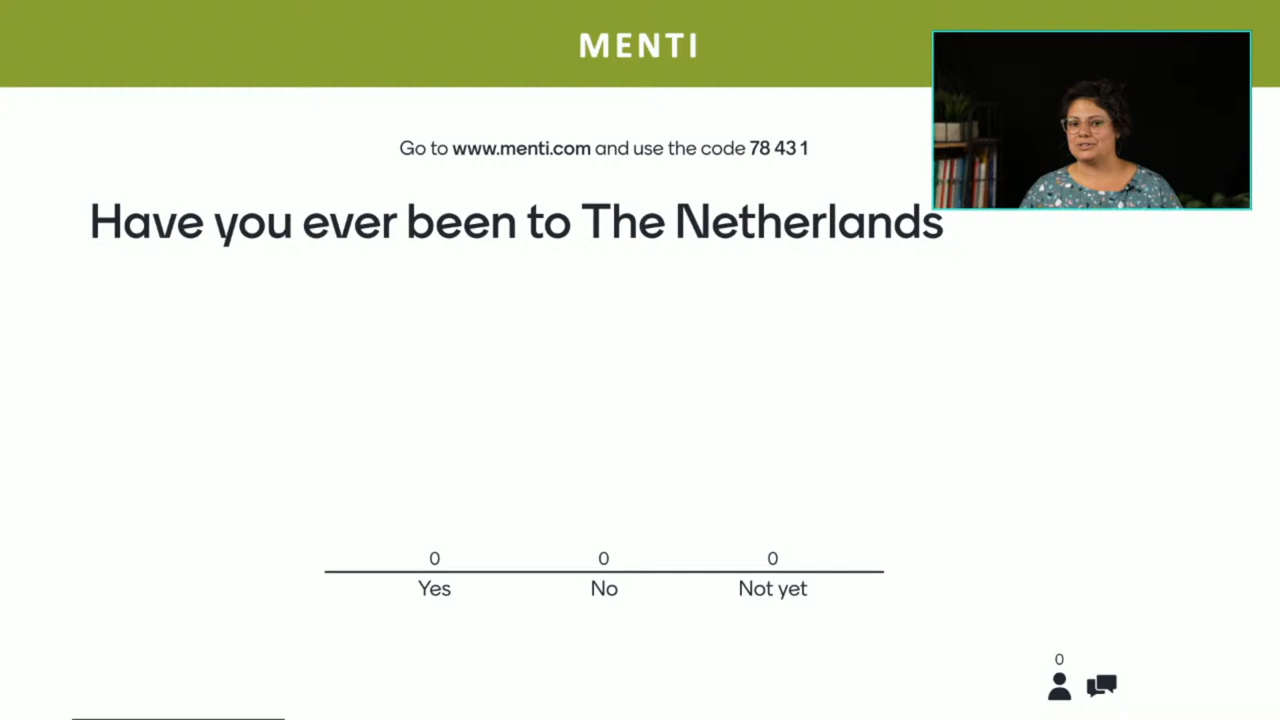 MENTI
Go to www.menti.com and use the code 78 43 1
Have you ever been to The Netherlands
0 0 0
Yes No Not yet
0